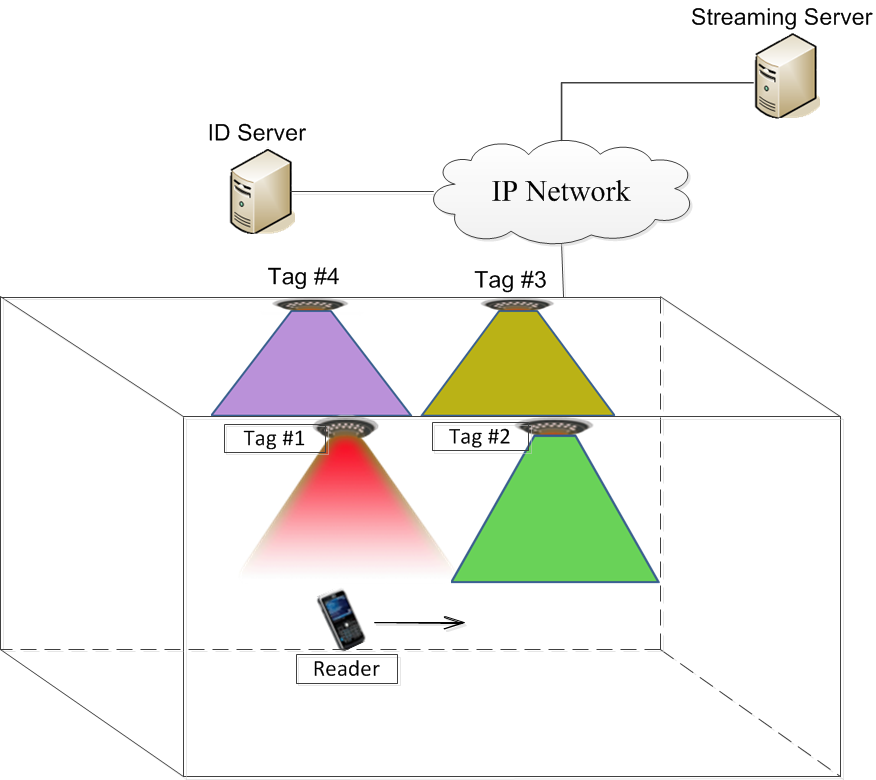 Streaming Server
ID Server
IP Network
Tag #4
Tag #3
Tag #1
Tag #2
Reader